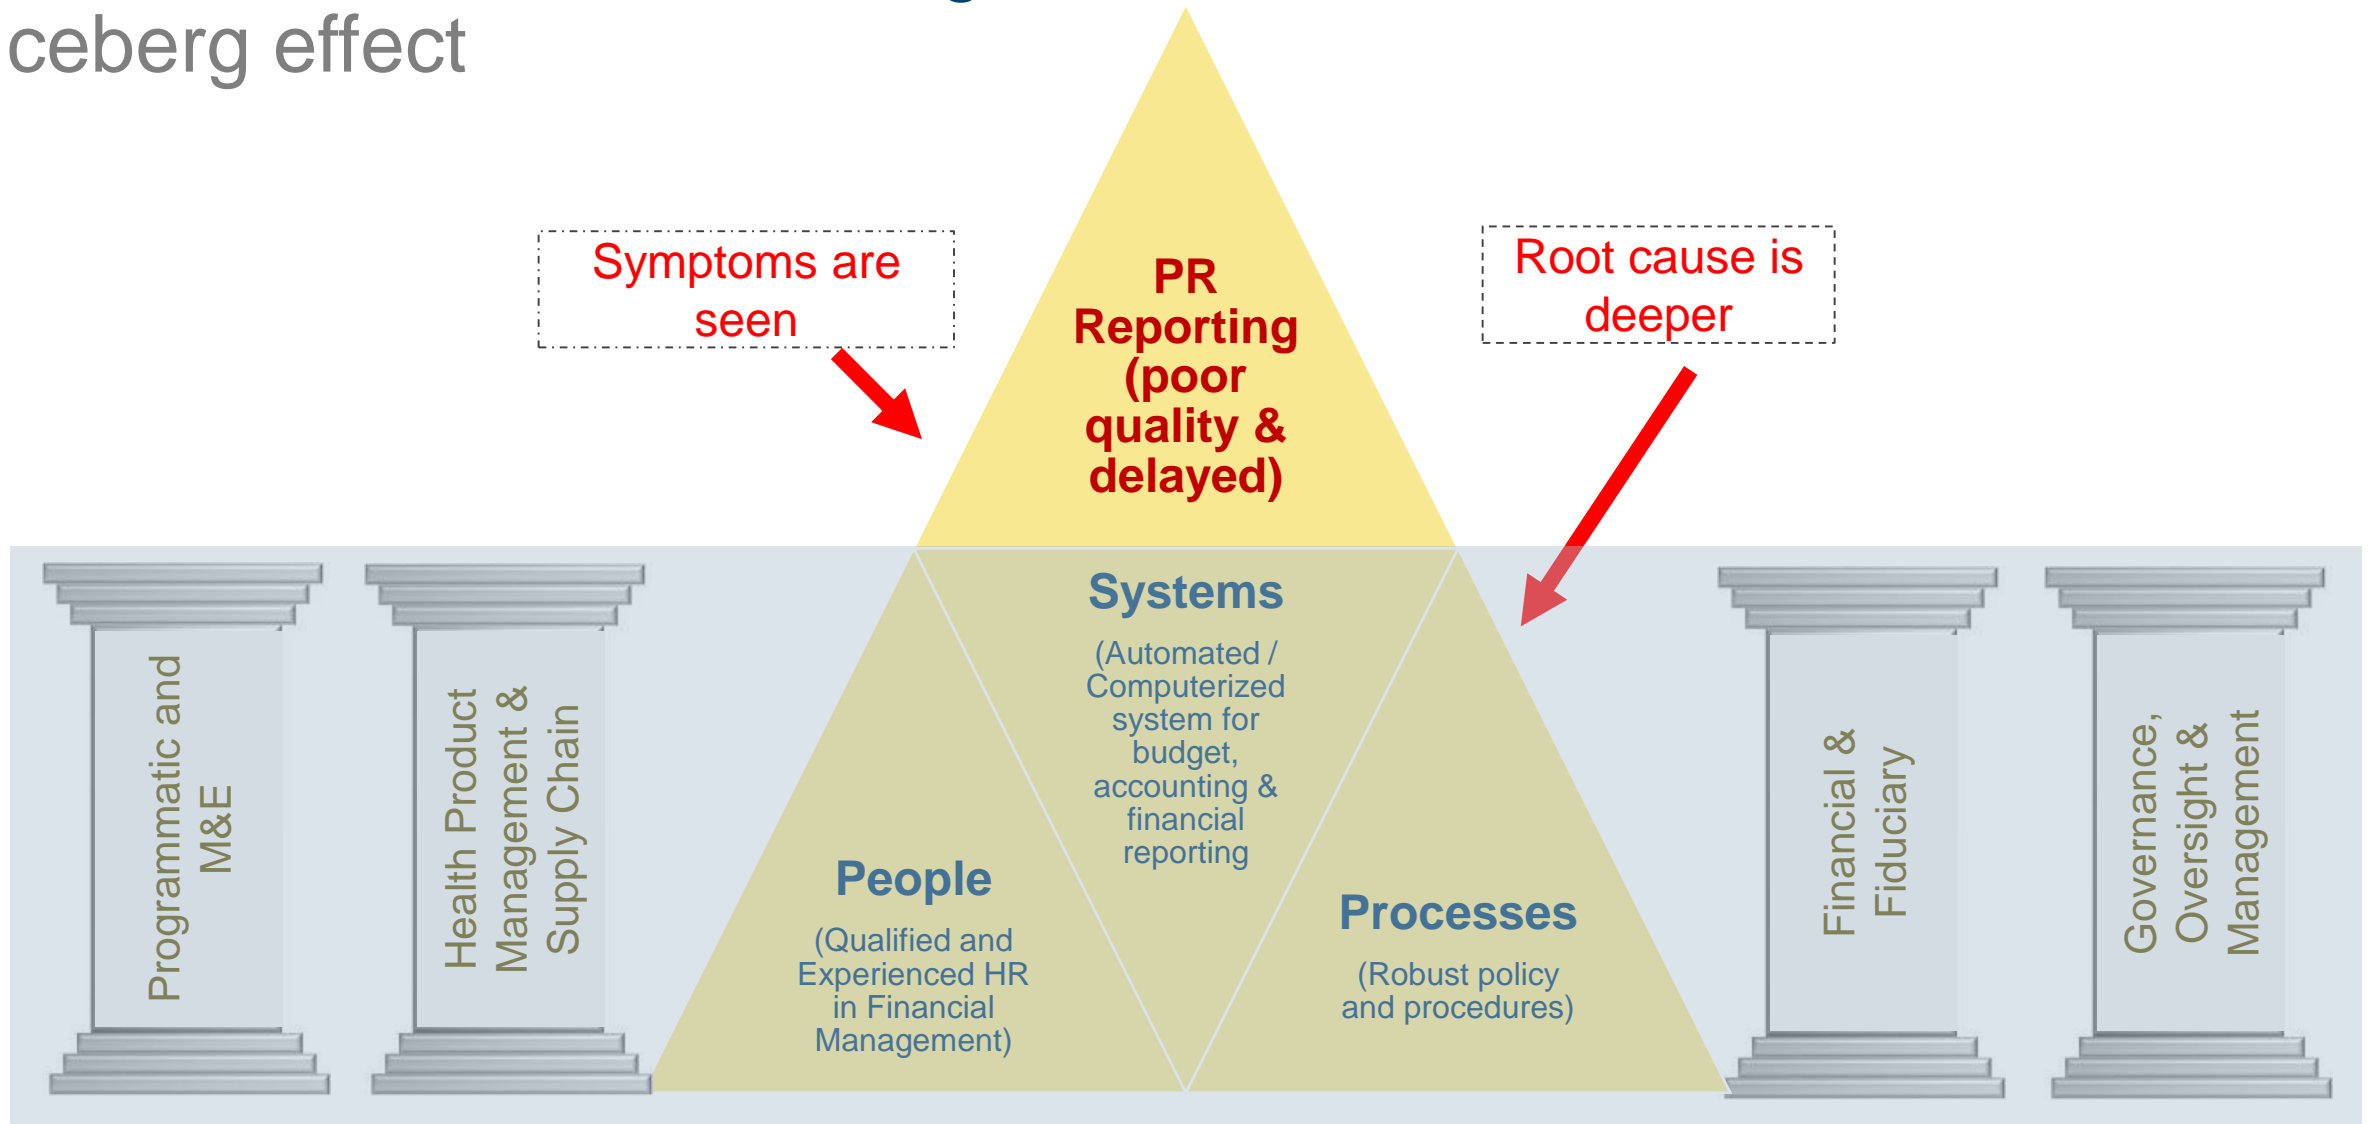 ceberg effect
Symptoms are
seen
Root cause is
deeper
PR
Reporting
(poor
quality &
delayed)
Systems
(Automated /
Computerized
system for
budget,
accounting &
financial
reporting
People
(Qualified and
Experienced HR
in Financial
Management)
Processes
(Robust policy
and procedures)
Programmatic and
M&E
Health Product
Management &
Supply Chain
Financial &
Fiduciary
Governance,
Oversight &
Management